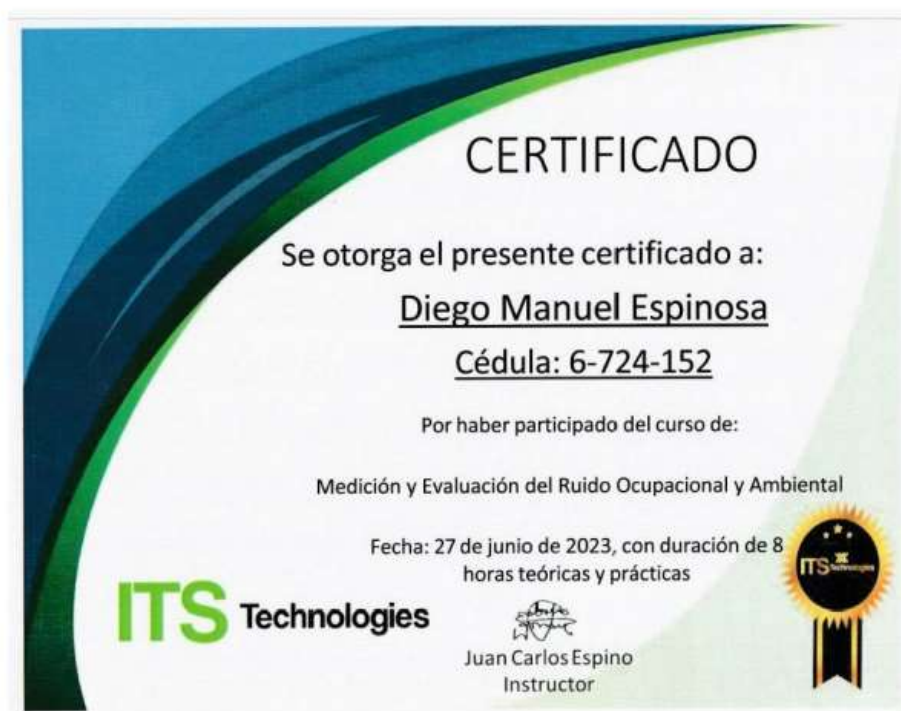 CERTIFICADO
Se otorga el presente certificado a:
Diego Manuel Espinosa
Cédula: 6-724-152
Por haber participado del curso de:
Medición y Evaluación del Ruido Ocupacional y Ambiental
Fecha: 27 de junio de 2023, con duración de 8
horas teóricas y prácticas
ITS Technologies
Juan Carlos Espino
Instructor
ITS Technologies